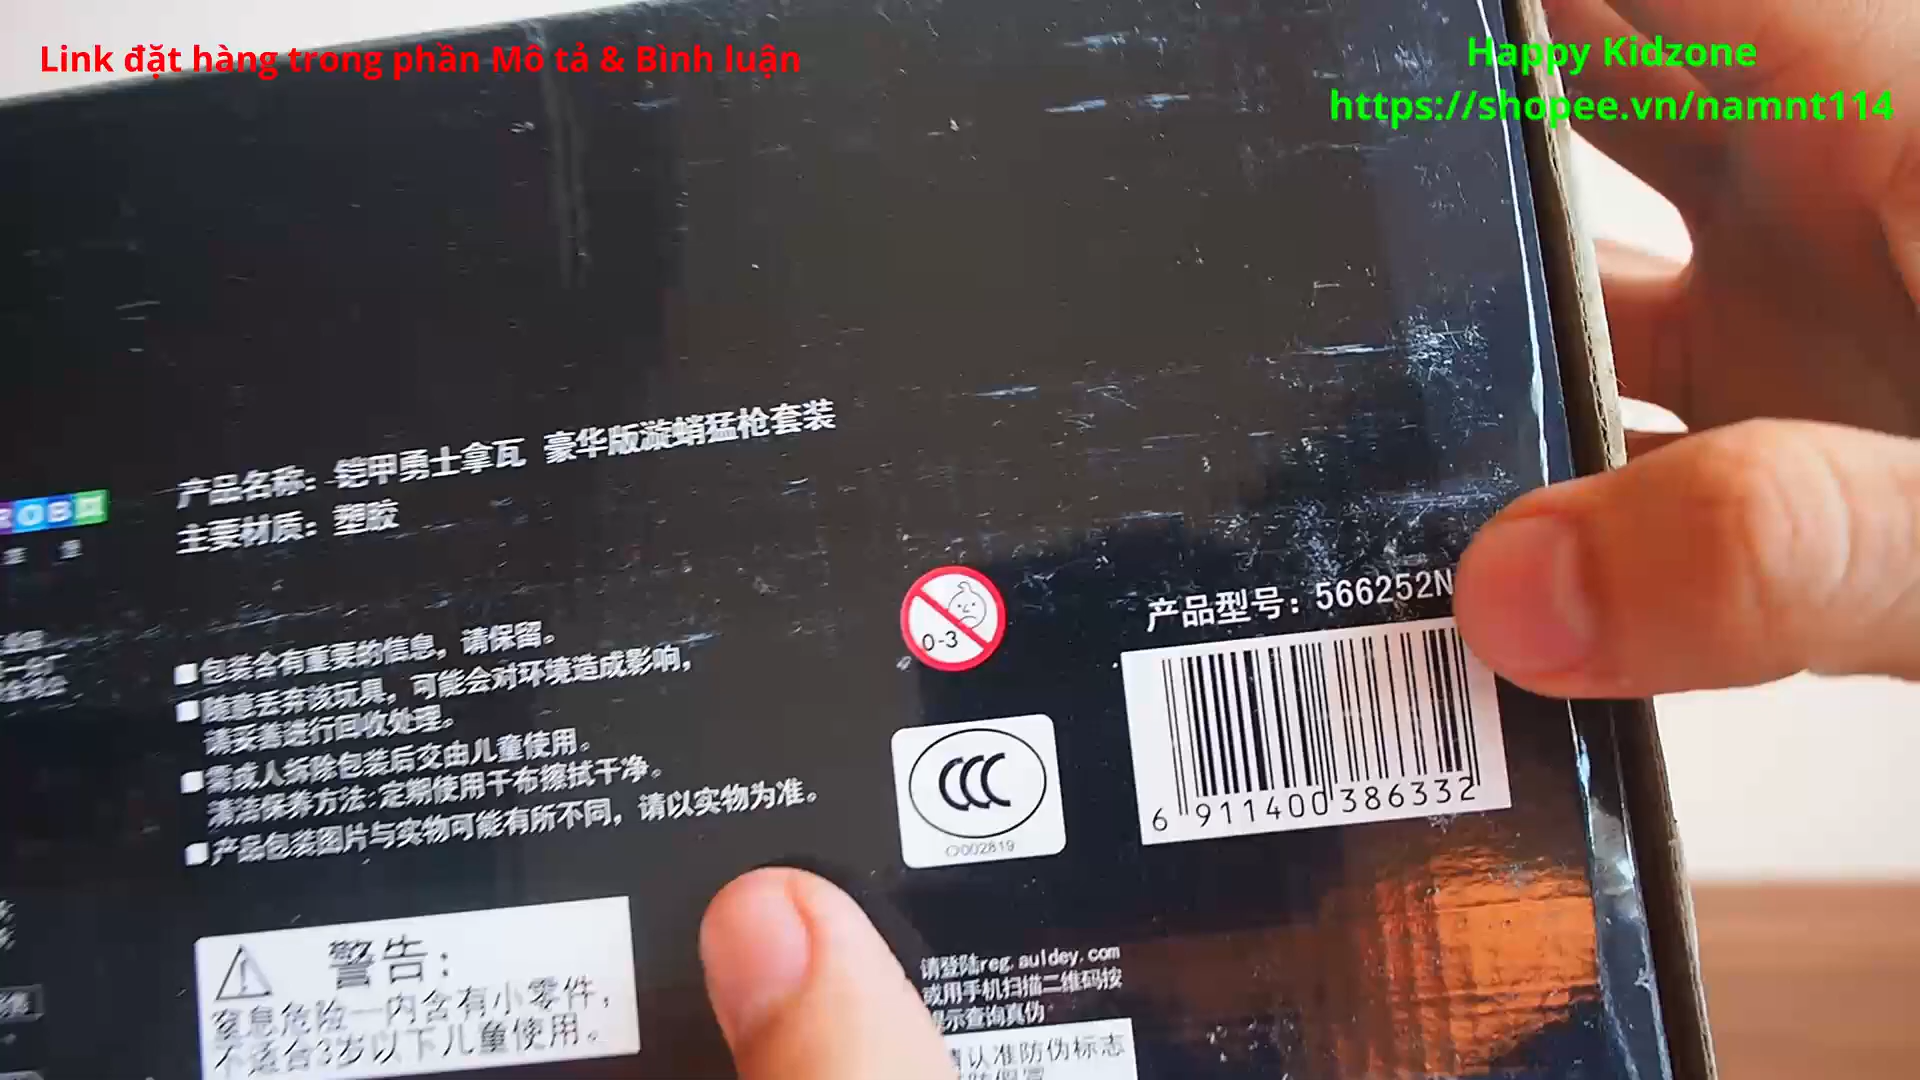 Link đặt hàng trong phần Mô tả & Bình luận
Happy Kidzone
https://shopee.vn/namnt114
产品名称：铠甲勇士拿瓦 豪华版漩蛸猛枪套装
主要材质：塑胶
ROB
0-3
产品型号：566252N
■包装含有重要的信息，请保留。
■随意丢弃该玩具，可能会对环境造成影响，
请妥善进行回收处理。
■需成人拆除包装后交由儿童使用。
清洁保养方法:定期使用干布擦拭干净。
■产品包装图片与实物可能有所不同，请以实物为准。
CCC
6 911400 386332
警告:
窒息危险—内含有小零件，
不适合3岁以下儿童使用。
请登陆reg.auldey.com
或用手机扫描二维码按
示查询真伪
认准防伪标志